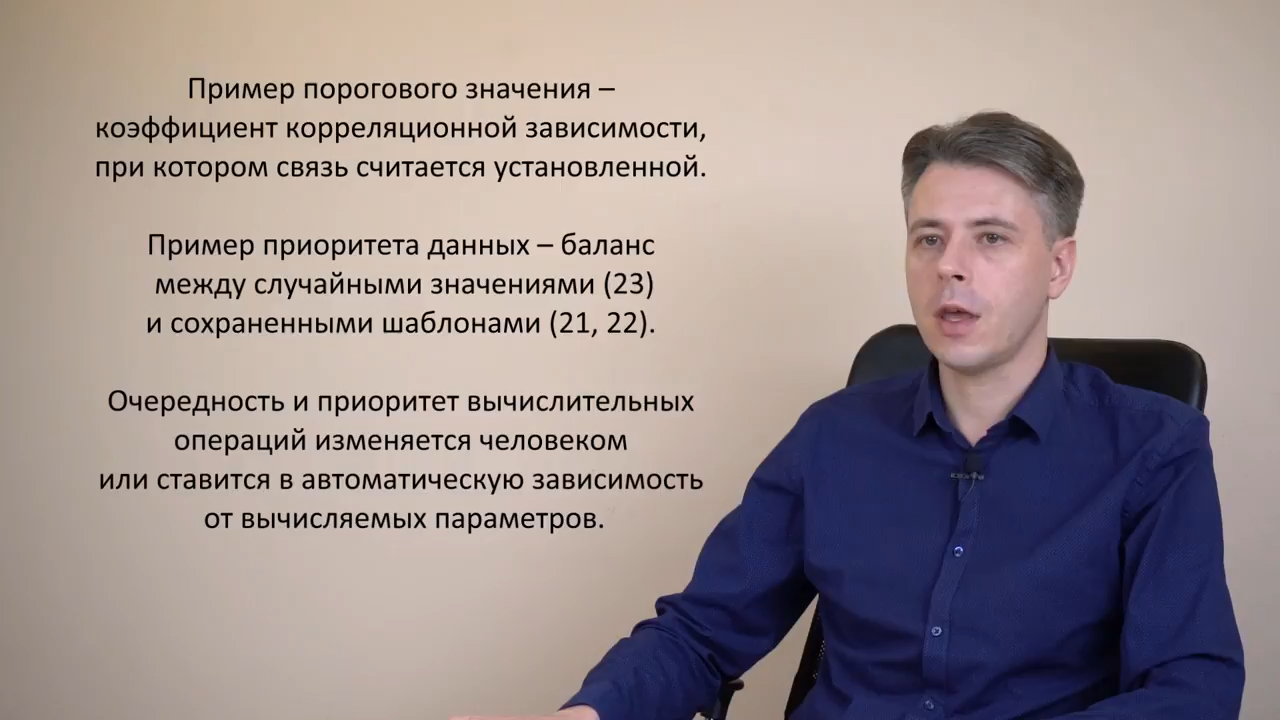 Пример порогового значения –
коэффициент корреляционной зависимости,
при котором связь считается установленной.
Пример приоритета данных – баланс
между случайными значениями (23)
и сохраненными шаблонами (21, 22).
Очередность и приоритет вычислительных
операций изменяется человеком
или ставится в автоматическую зависимость
от вычисляемых параметров.